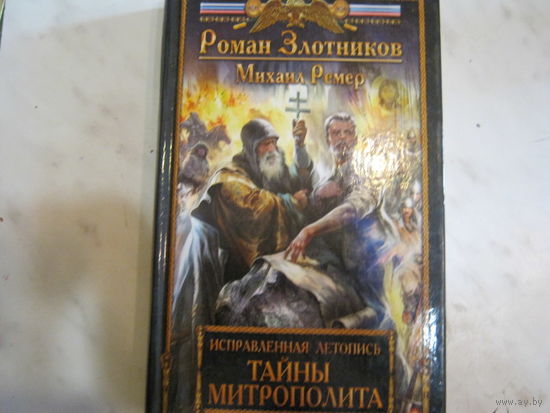 Роман Злотников
Михаил Ремер
Исправленная летопись
Тайны
митрополита
www.ay.by